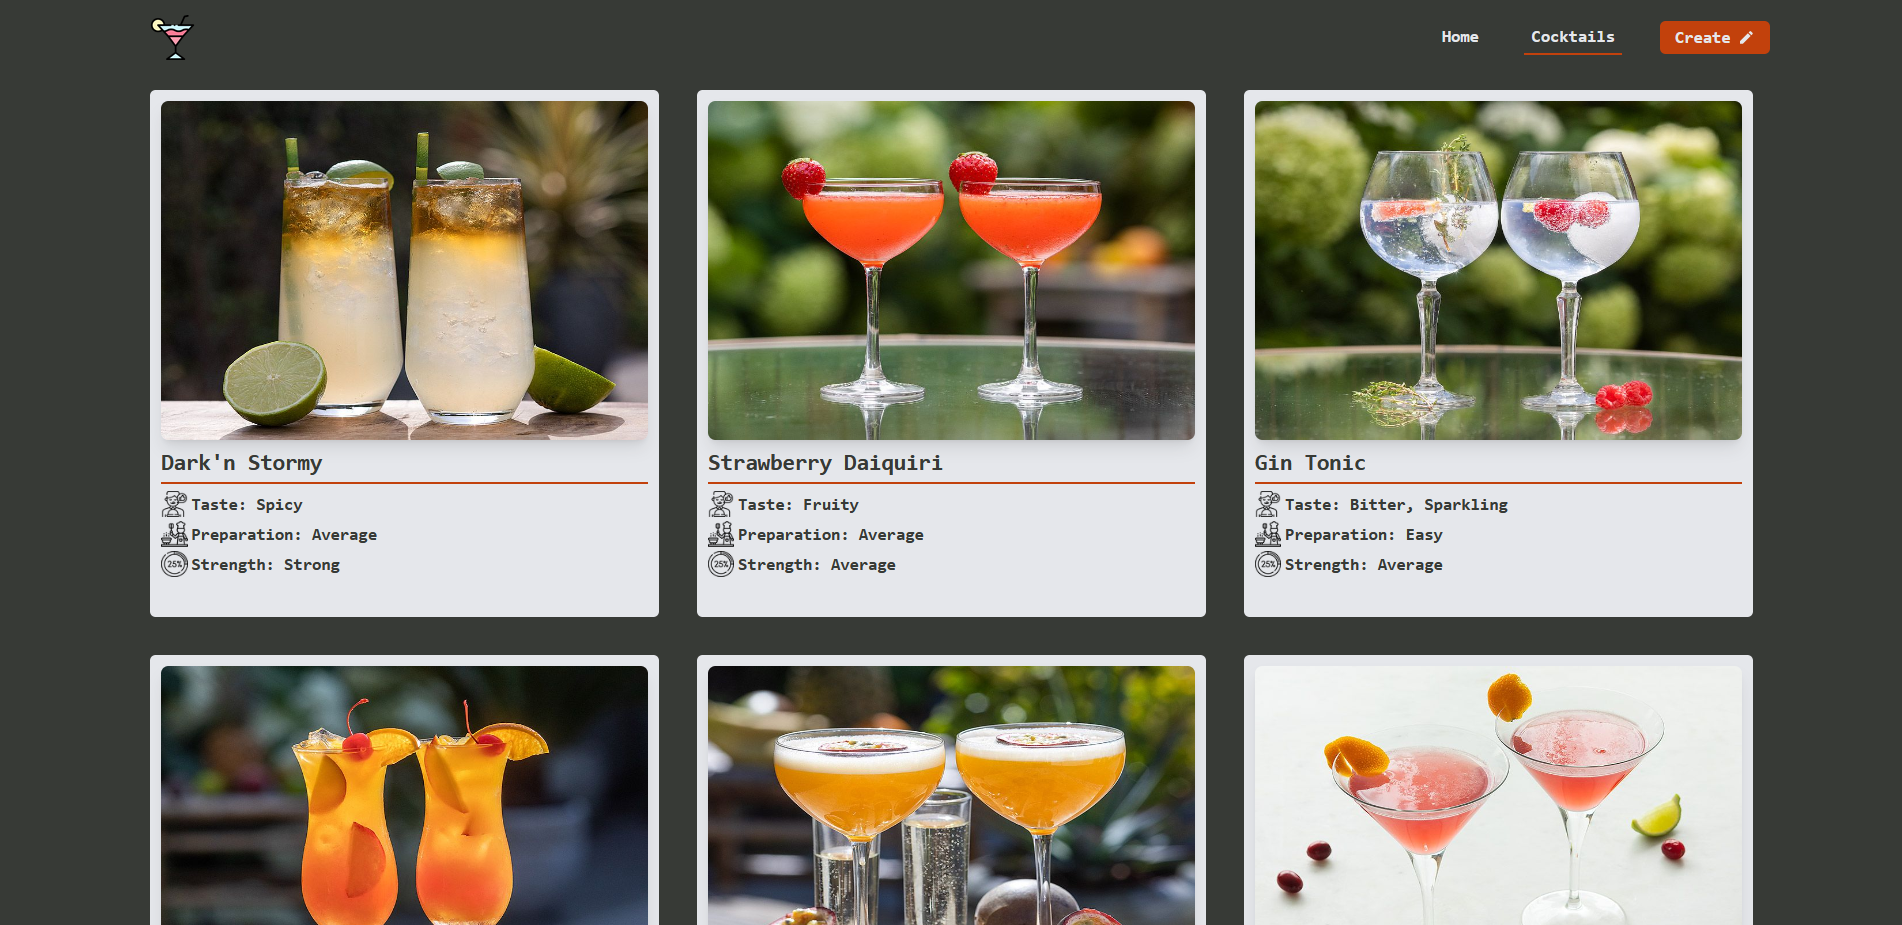 Home
Cocktails
Create
Dark'n Stormy
Taste: Spicy
Preparation: Average
25%
Strength: Strong
Strawberry Daiquiri
Taste: Fruity
Preparation: Average
25%
Strength: Average
Gin Tonic
Taste: Bitter, Sparkling
Preparation: Easy
25%
Strength: Average